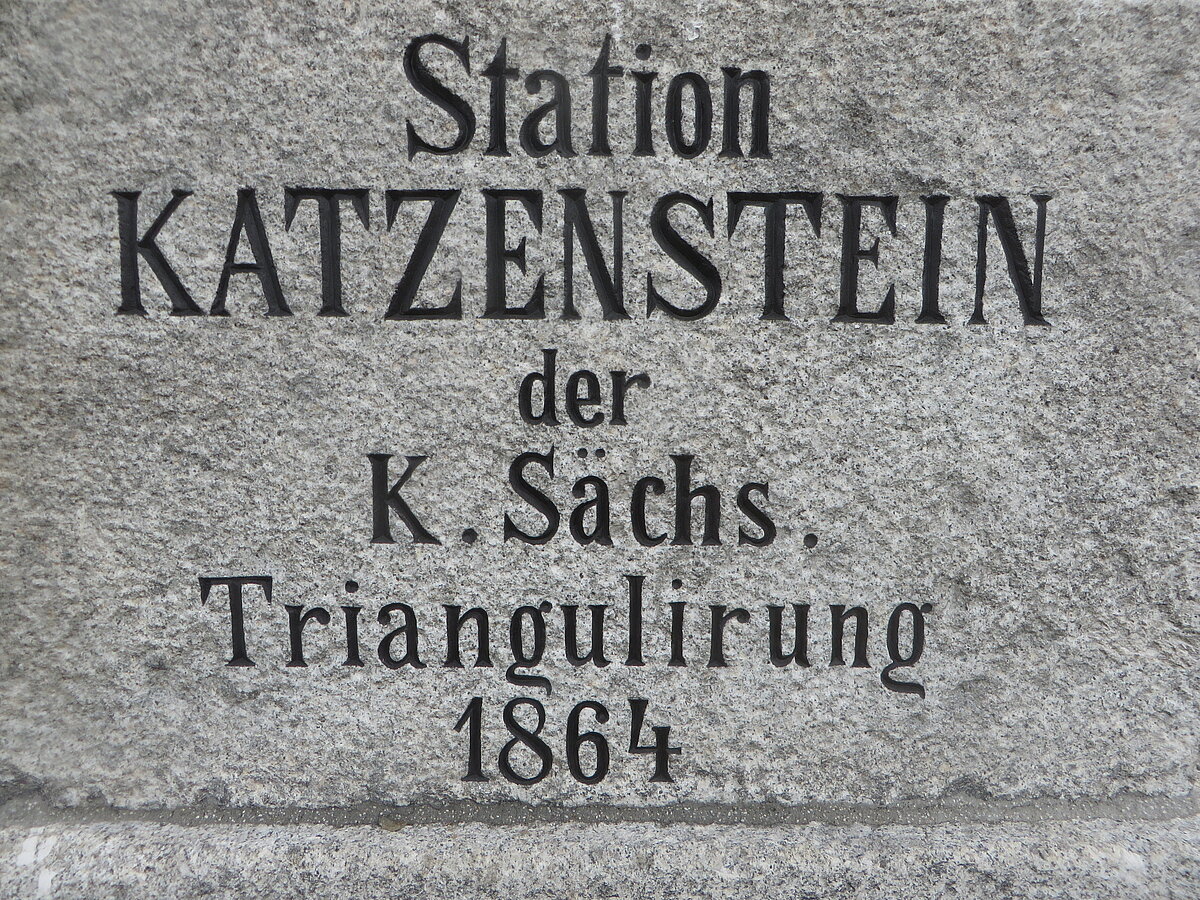 Station
KATZENSTEIN
der
K. Sächs.
Triangulirung
1864